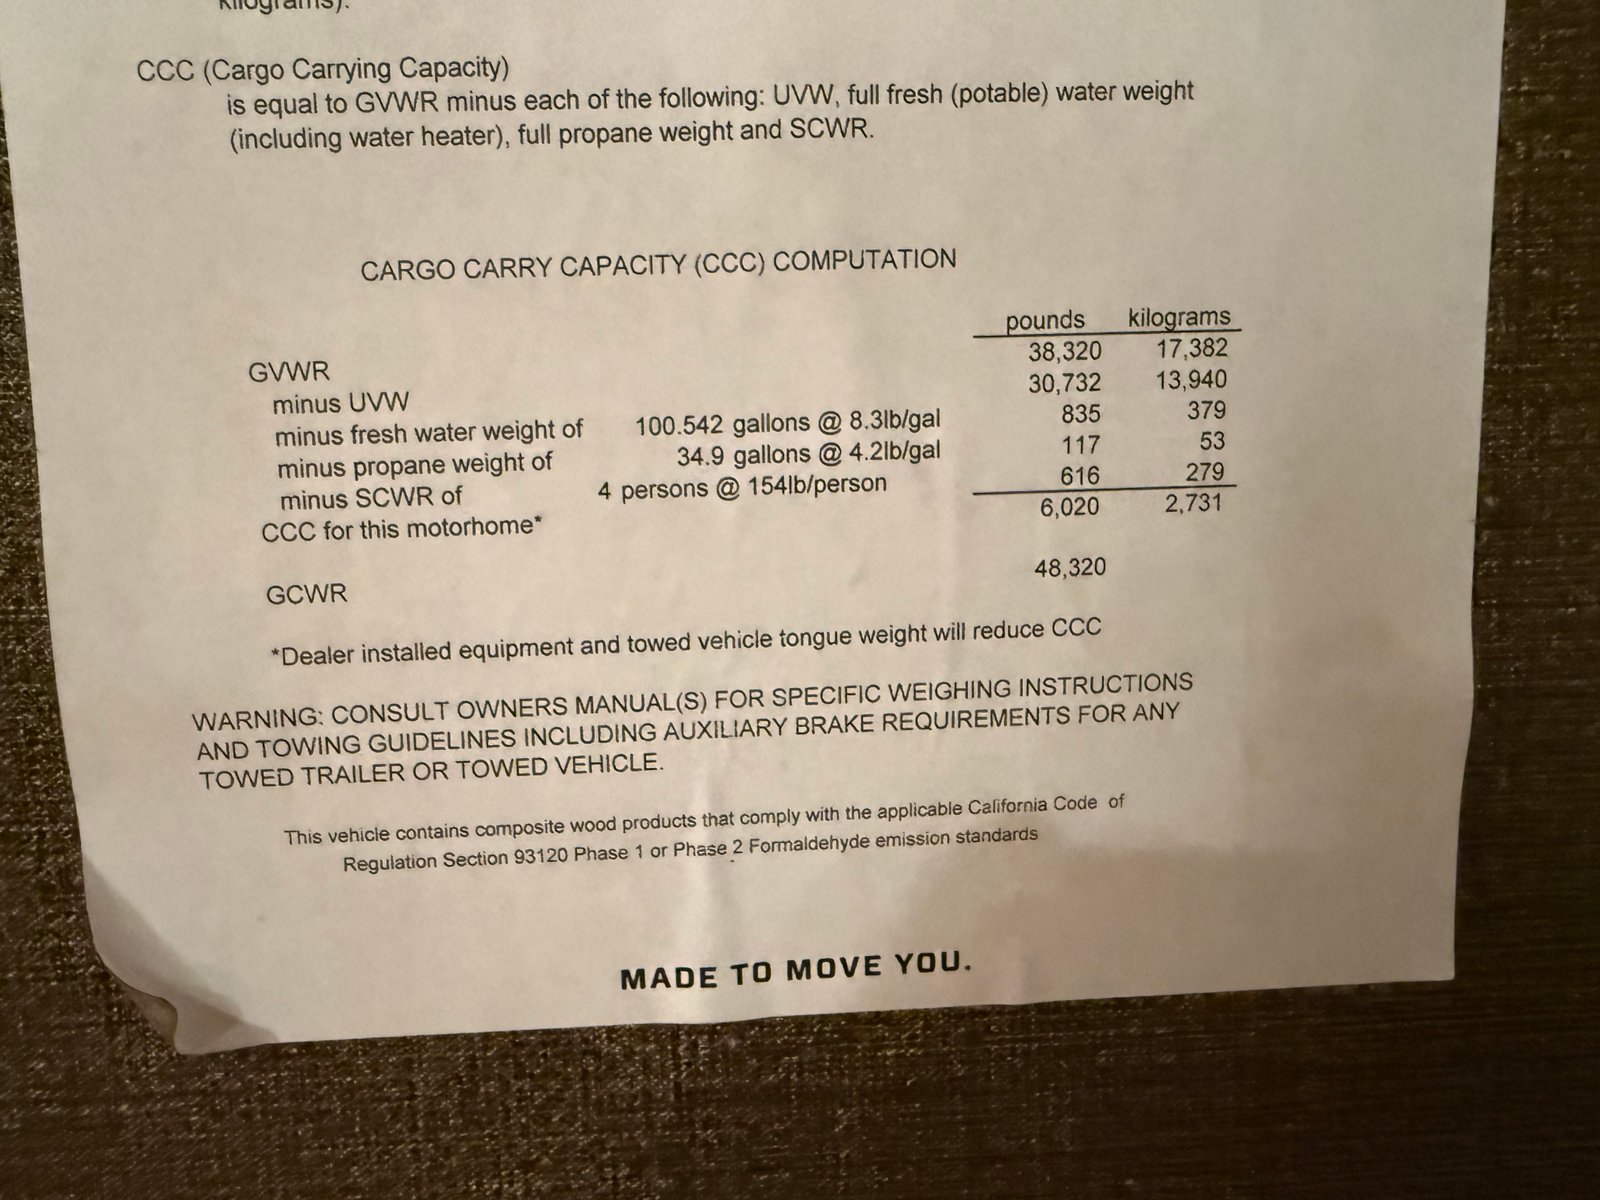 kilograms).
CCC (Cargo Carrying Capacity)
is equal to GVWR minus each of the following: UVW, full fresh (potable) water weight
(including water heater), full propane weight and SCWR.
CARGO CARRY CAPACITY (CCC) COMPUTATION
pounds kilograms
GVWR 38,320 17,382
minus UVW 30,732 13,940
minus fresh water weight of 100.542 gallons @ 8.3lb/gal 835 379
minus propane weight of 34.9 gallons @ 4.2lb/gal 117 53
minus SCWR of 4 persons @ 154lb/person 616 279
CCC for this motorhome* 6,020 2,731
GCWR 48,320
*Dealer installed equipment and towed vehicle tongue weight will reduce CCC
WARNING: CONSULT OWNERS MANUAL(S) FOR SPECIFIC WEIGHING INSTRUCTIONS
AND TOWING GUIDELINES INCLUDING AUXILIARY BRAKE REQUIREMENTS FOR ANY
TOWED TRAILER OR TOWED VEHICLE.
This vehicle contains composite wood products that comply with the applicable California Code of
Regulation Section 93120 Phase 1 or Phase 2 Formaldehyde emission standards
MADE TO MOVE YOU.